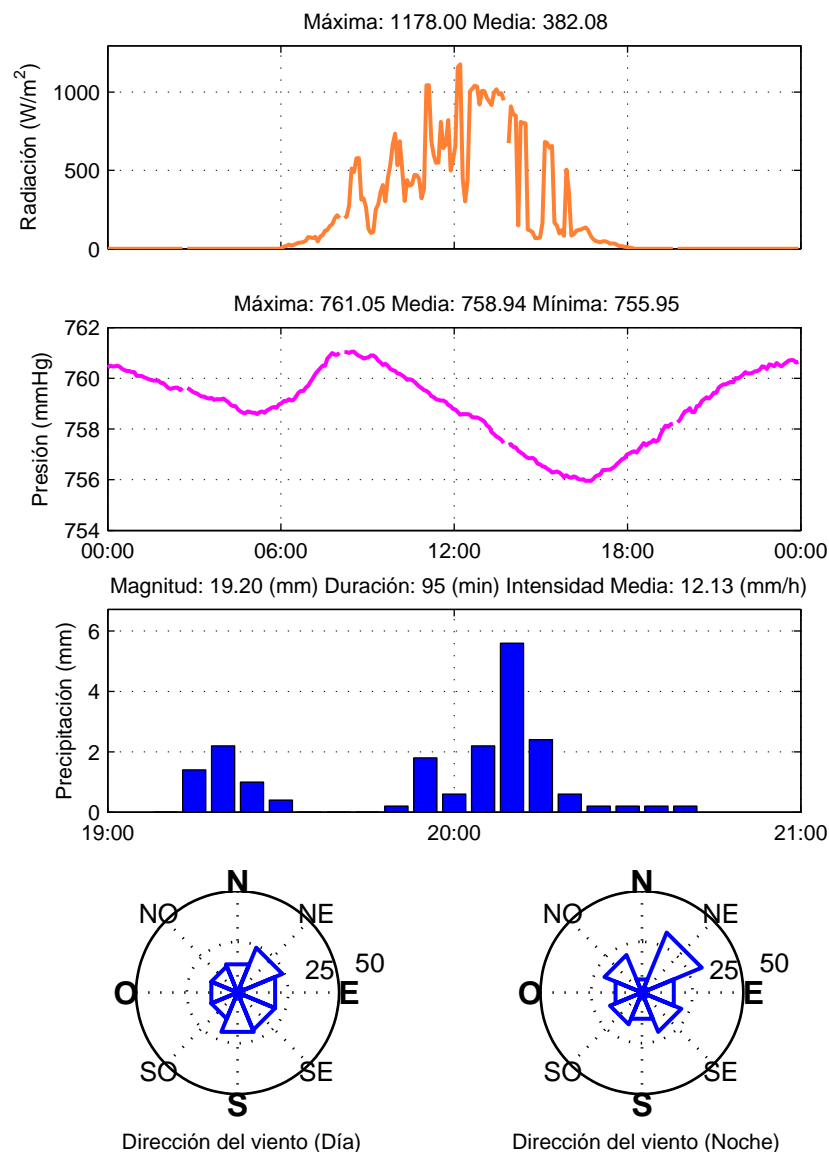 Máxima: 1178.00 Media: 382.08
Radiación (W/m²)
1000
500
0
Máxima: 761.05 Media: 758.94 Mínima: 755.95
Presión (mmHg)
762
760
758
756
754
00:00 06:00 12:00 18:00 00:00
Magnitud: 19.20 (mm) Duración: 95 (min) Intensidad Media: 12.13 (mm/h)
Precipitación (mm)
6
4
2
0
19:00 20:00 21:00
N
NO NE
25 50
O E
SO SE
S
Dirección del viento (Día)
N
NO NE
25 50
O E
SO SE
S
Dirección del viento (Noche)